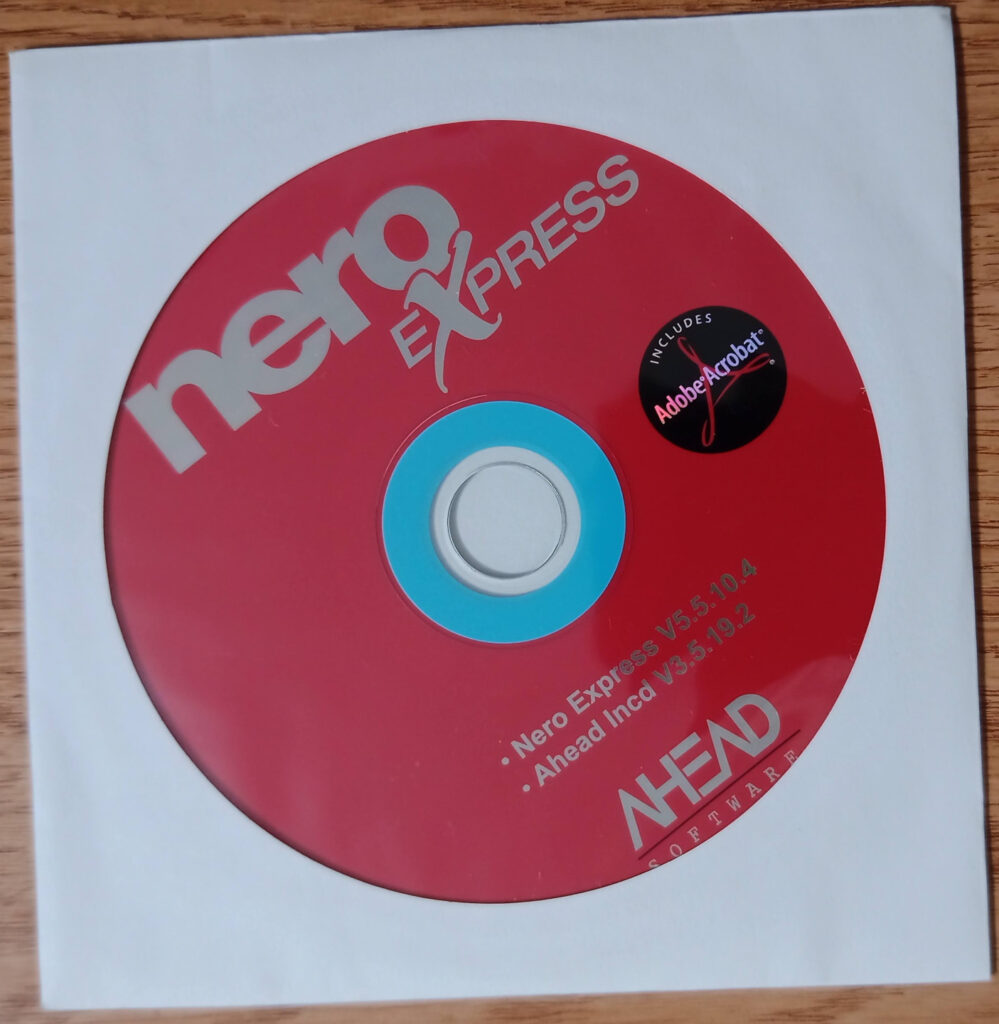 nero
EXPRESS
INCLUDES
Adobe® Acrobat®
®
• Nero Express V5.5.10.4
• Ahead Incd V3.5.19.2
AHEAD
SOFTWARE